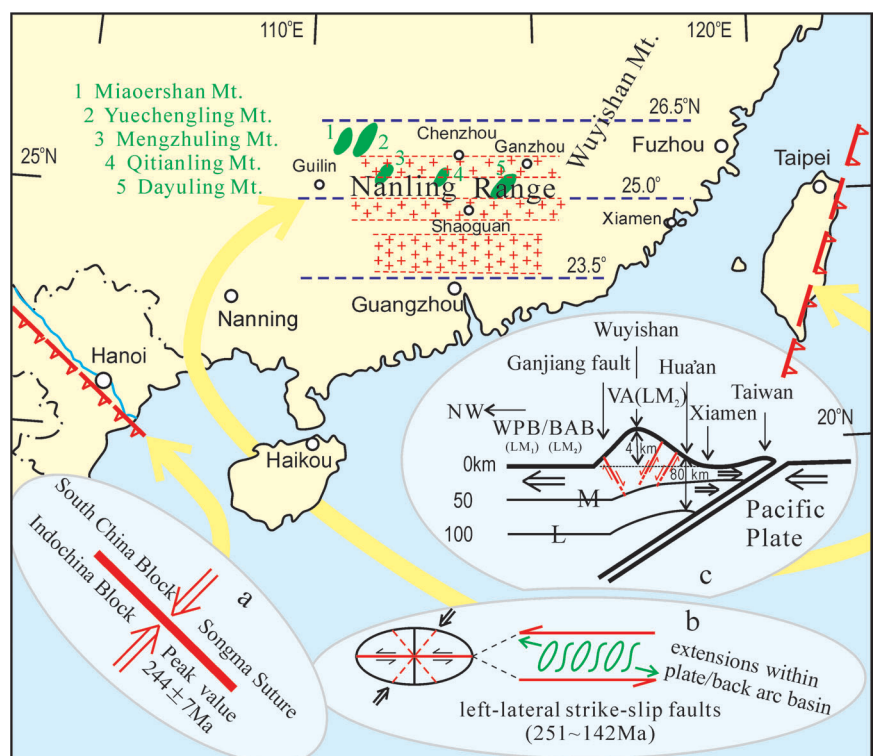 110°E
120°E
1 Miaoershan Mt.
2 Yuechengling Mt.
3 Mengzhuling Mt.
4 Qitianling Mt.
5 Dayuling Mt.
25°N
Wuyishan Mt.
26.5°N
1
2
3
4
5
Chenzhou
Ganzhou
Fuzhou
Guilin
Taipei
Nanling Range
25.0°
Xiamen
Shaoguan
23.5°
Guangzhou
Nanning
Hanoi
Haikou
20°N
Wuyishan
Ganjiang fault
Hua'an
VA(LM₂)
Taiwan
Xiamen
NW
WPB/BAB
(LM₁) (LM₂)
4 km
0km
80 km
50
M
100
L
Pacific
Plate
c
South China Block
Indochina Block
a
Songma Suture
Peak value
244±7Ma
b
extensions within
plate/back arc basin
left-lateral strike-slip faults
(251~142Ma)